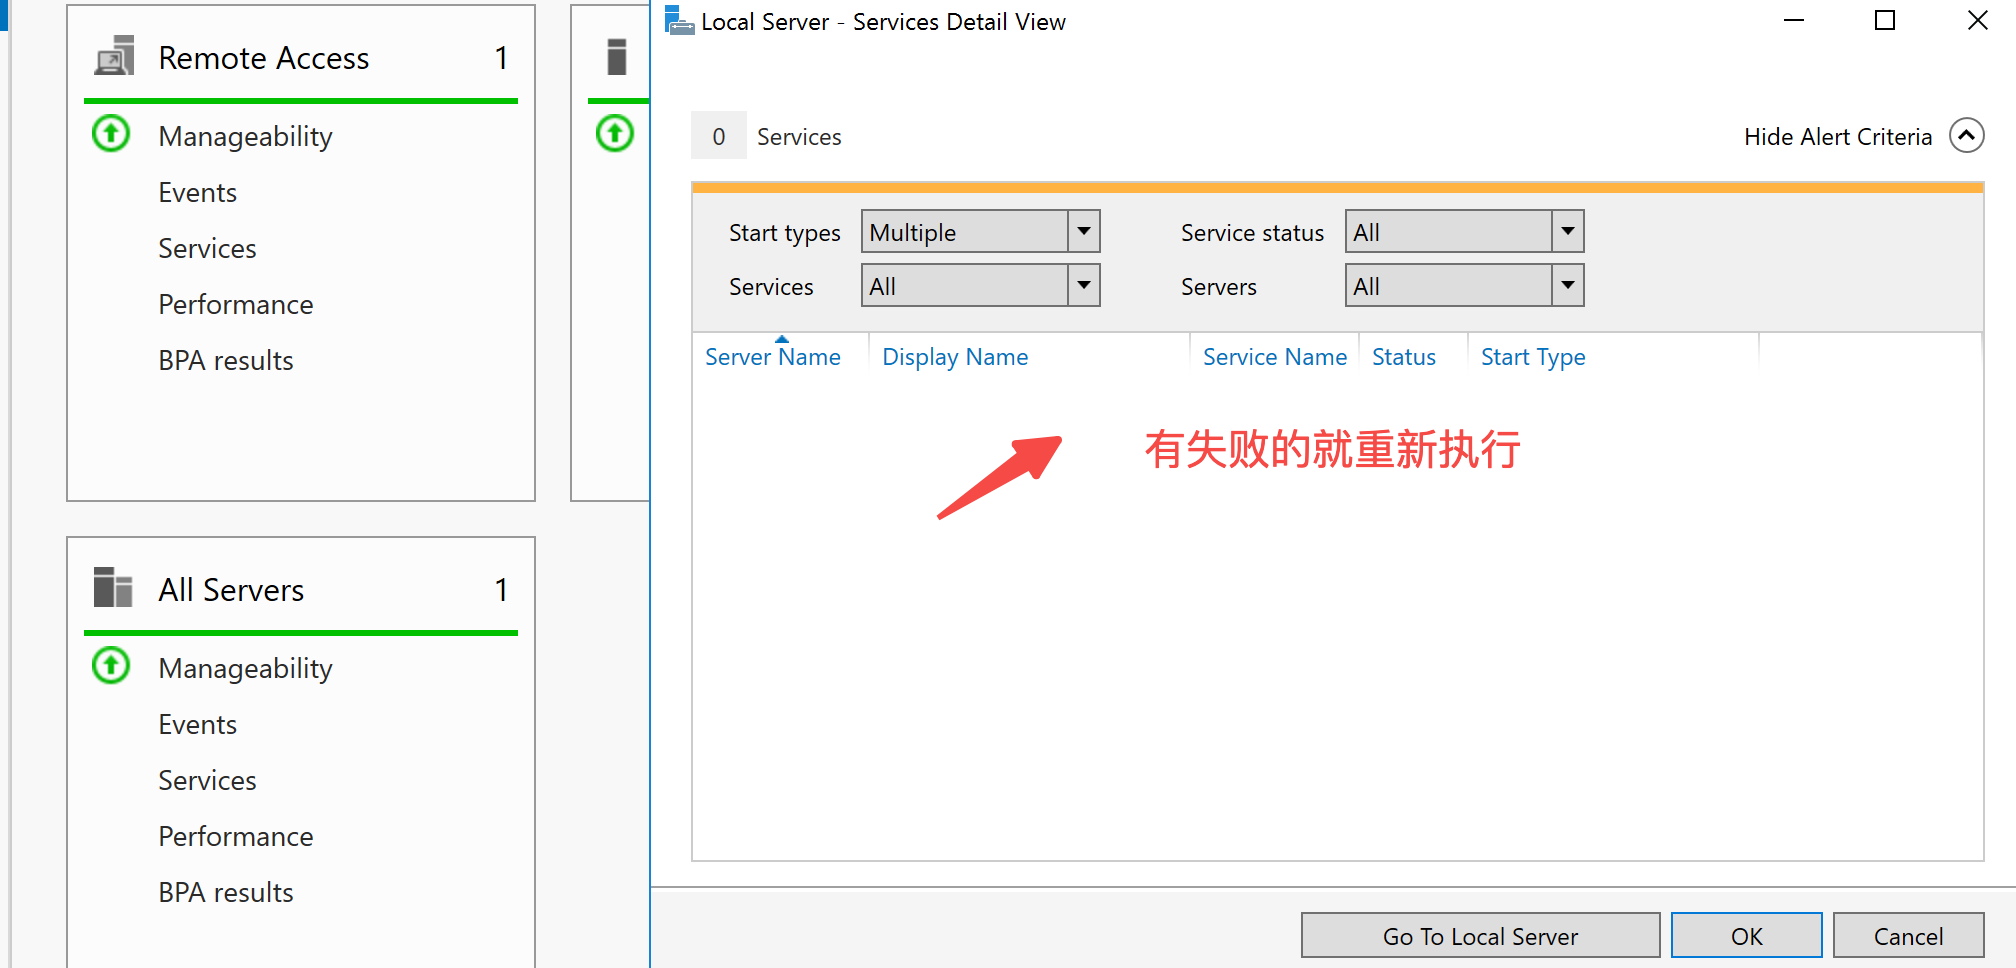 Remote Access 1
Manageability
Events
Services
Performance
BPA results
All Servers 1
Manageability
Events
Services
Performance
BPA results
Local Server - Services Detail View
0 Services
Hide Alert Criteria
Start types Multiple Service status All
Services All Servers All
Server Name Display Name Service Name Status Start Type
有失败的就重新执行
Go To Local Server OK Cancel